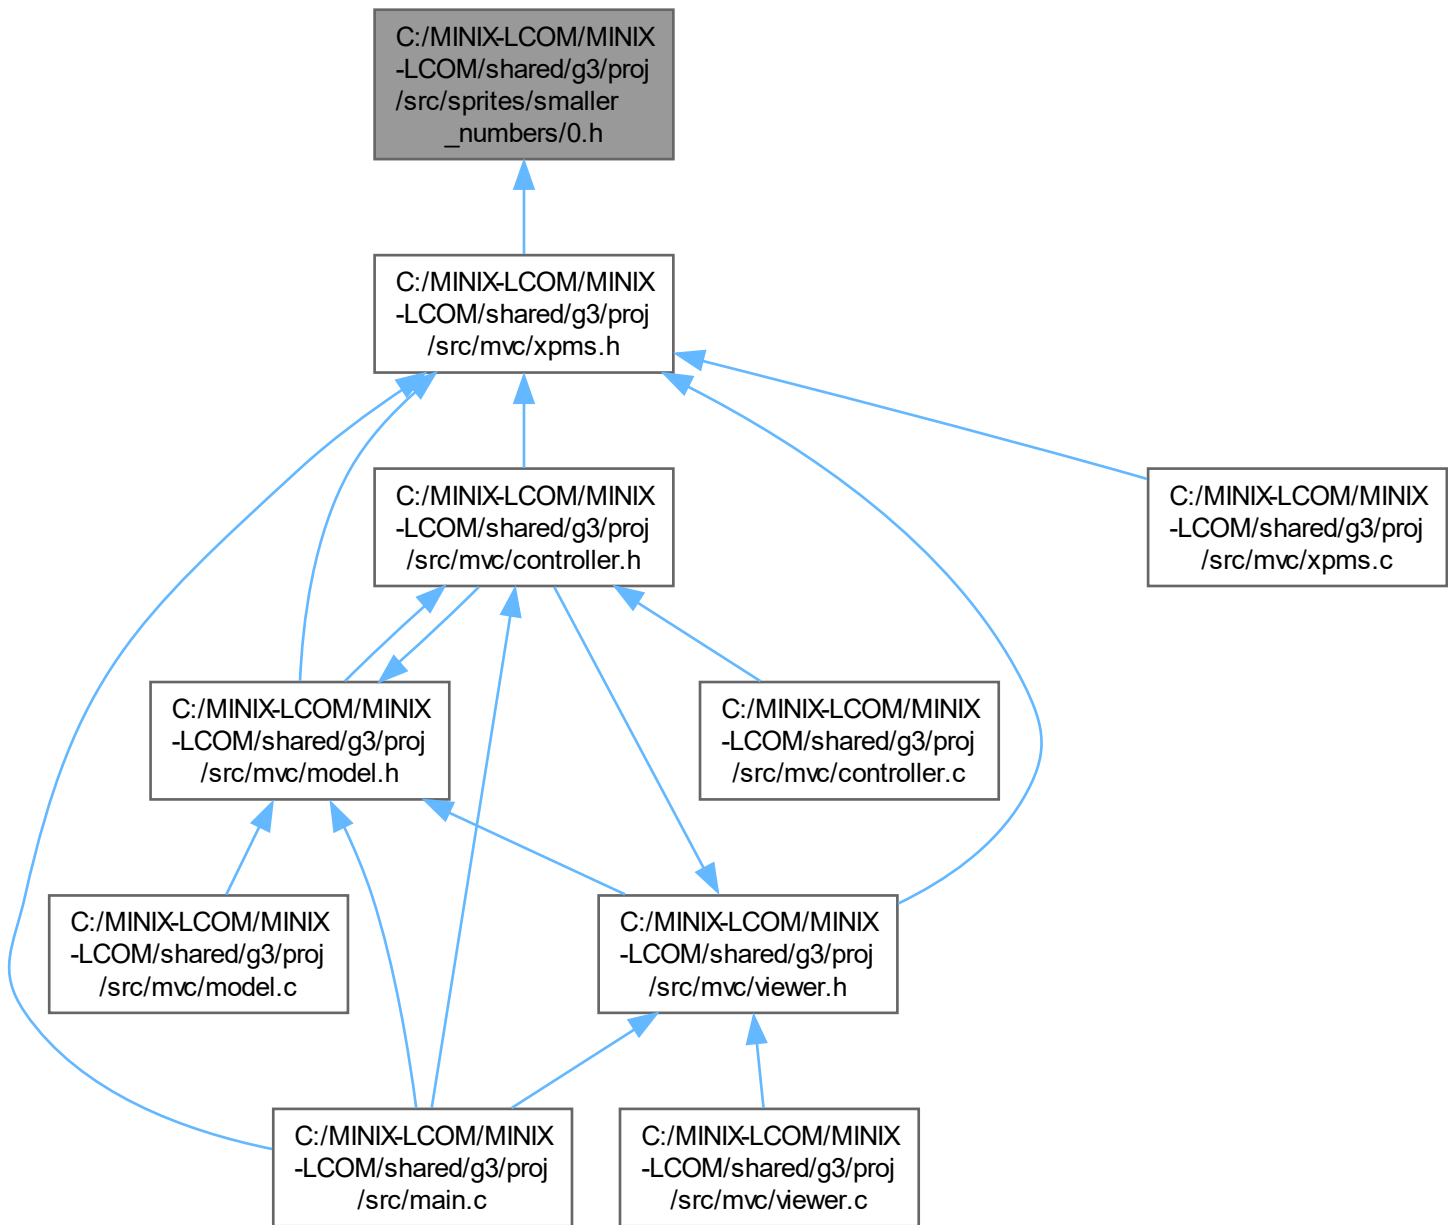 C:/MINIX-LCOM/MINIX
-LCOM/shared/g3/proj
/src/sprites/smaller
_numbers/0.h
C:/MINIX-LCOM/MINIX
-LCOM/shared/g3/proj
/src/mvc/xpms.h
C:/MINIX-LCOM/MINIX
-LCOM/shared/g3/proj
/src/mvc/controller.h
C:/MINIX-LCOM/MINIX
-LCOM/shared/g3/proj
/src/mvc/xpms.c
C:/MINIX-LCOM/MINIX
-LCOM/shared/g3/proj
/src/mvc/model.h
C:/MINIX-LCOM/MINIX
-LCOM/shared/g3/proj
/src/mvc/controller.c
C:/MINIX-LCOM/MINIX
-LCOM/shared/g3/proj
/src/mvc/model.c
C:/MINIX-LCOM/MINIX
-LCOM/shared/g3/proj
/src/mvc/viewer.h
C:/MINIX-LCOM/MINIX
-LCOM/shared/g3/proj
/src/main.c
C:/MINIX-LCOM/MINIX
-LCOM/shared/g3/proj
/src/mvc/viewer.c